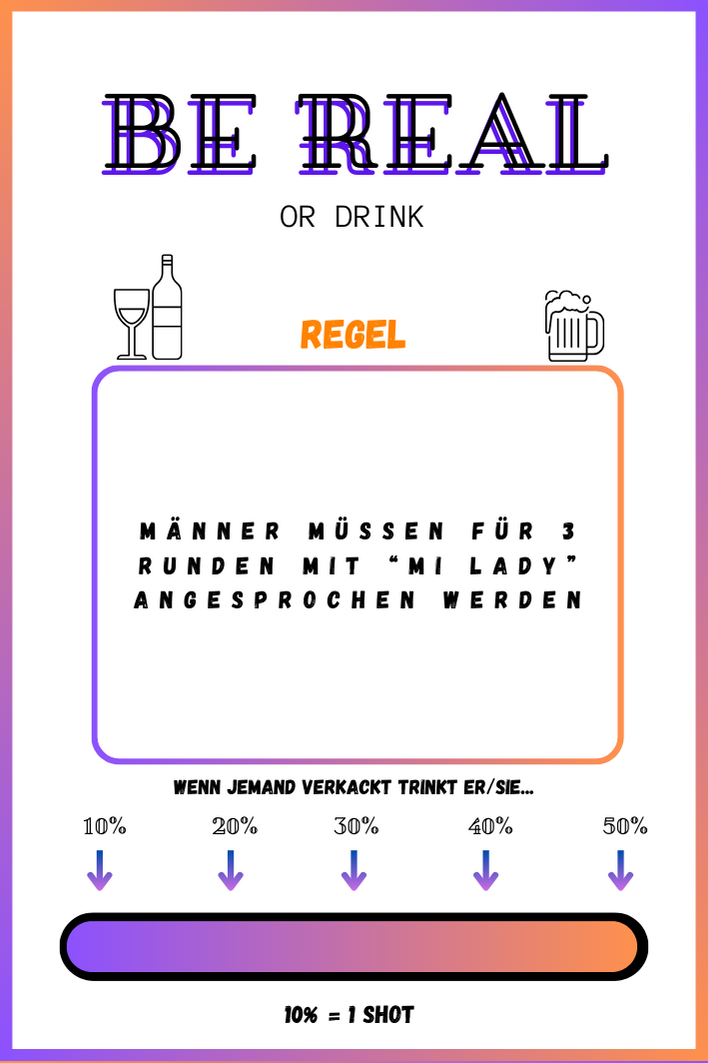 BE REAL
OR DRINK
REGEL
MÄNNER MÜSSEN FÜR 3
RUNDEN MIT “MI LADY”
ANGESPROCHEN WERDEN
WENN JEMAND VERKACKT TRINKT ER/SIE...
10% 20% 30% 40% 50%
10% = 1 SHOT